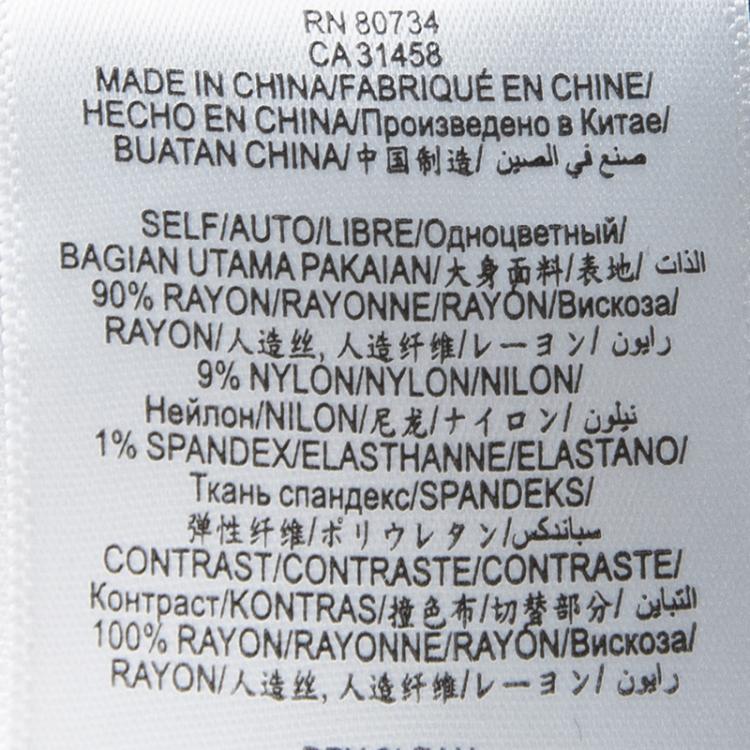 RN 80734
CA 31458
MADE IN CHINA/FABRIQUÉ EN CHINE/
HECHO EN CHINA/Произведено в Китае/
BUATAN CHINA/中国制造/ صنع في الصين
SELF/AUTO/LIBRE/Одноцветный/
BAGIAN UTAMA PAKAIAN/大身面料/表地/ الذات
90% RAYON/RAYONNE/RAYÓN/Вискоза/
RAYON/人造丝, 人造纤维/レーヨン/ رايون
9% NYLON/NYLON/NILON/
Нейлон/NILON/尼龙/ナイロン/ نيلون
1% SPANDEX/ELASTHANNE/ELASTANO/
Ткань спандекс/SPANDEKS/
弹性纤维/ポリウレタン/سباندكس
CONTRAST/CONTRASTE/CONTRASTE/
Контраст/KONTRAS/撞色布/切替部分/ التباين
100% RAYON/RAYONNE/RAYÓN/Вискоза/
RAYON/人造丝, 人造纤维/レーヨン/ رايون